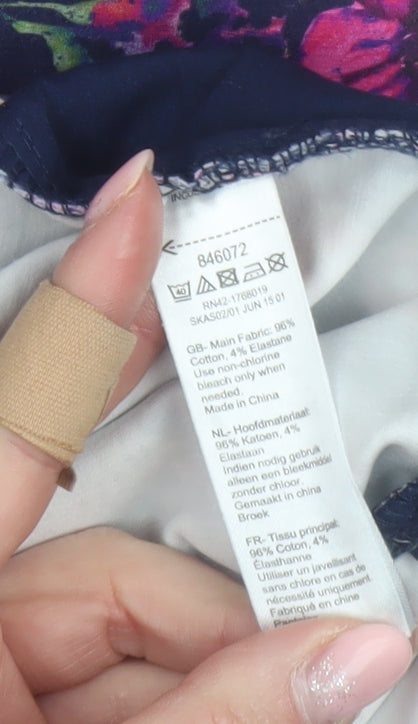 846072
40
RN42-1768019
SKAS02/01 JUN 15 01
GB- Main Fabric: 96%
Cotton, 4% Elastane
Use non-chlorine
bleach only when
needed.
Made in China
NL- Hoofdmateriaal:
96% Katoen, 4%
Elastaan
Indien nodig gebruik
alleen een bleekmiddel
zonder chloor.
Gemaakt in china
Broek
FR- Tissu principal:
96% Coton, 4%
Élasthanne
Utiliser un javellisant
sans chlore en cas de
nécessité uniquement
Fabriqué en chine